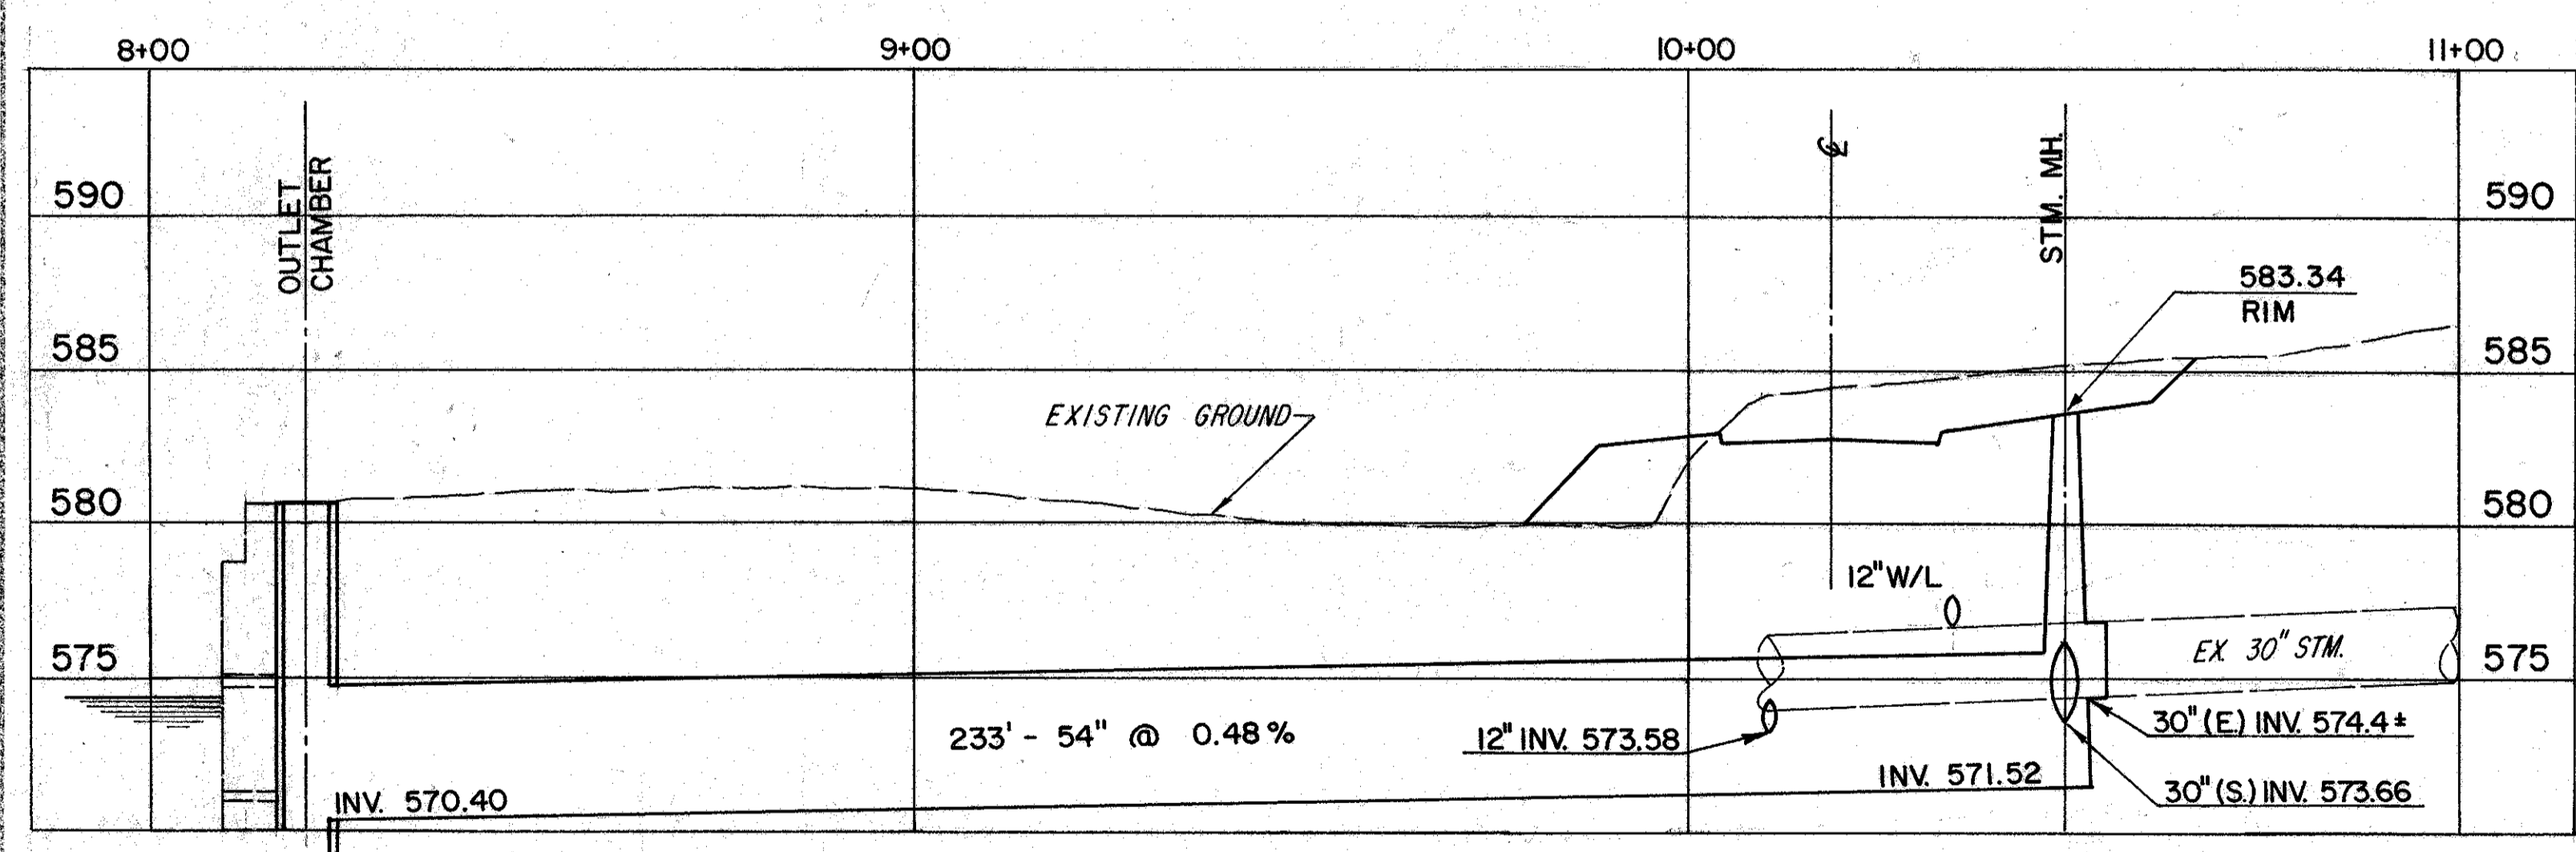 8+00 9+00 10+00 11+00
OUTLET
CHAMBER
℄
STM. MH.
590 590
583.34
RIM
585 585
EXISTING GROUND
580 580
12" W/L
575 575
EX. 30" STM.
30" (E.) INV. 574.4±
233' - 54" @ 0.48%
12" INV. 573.58
INV. 571.52
30" (S.) INV. 573.66
INV. 570.40